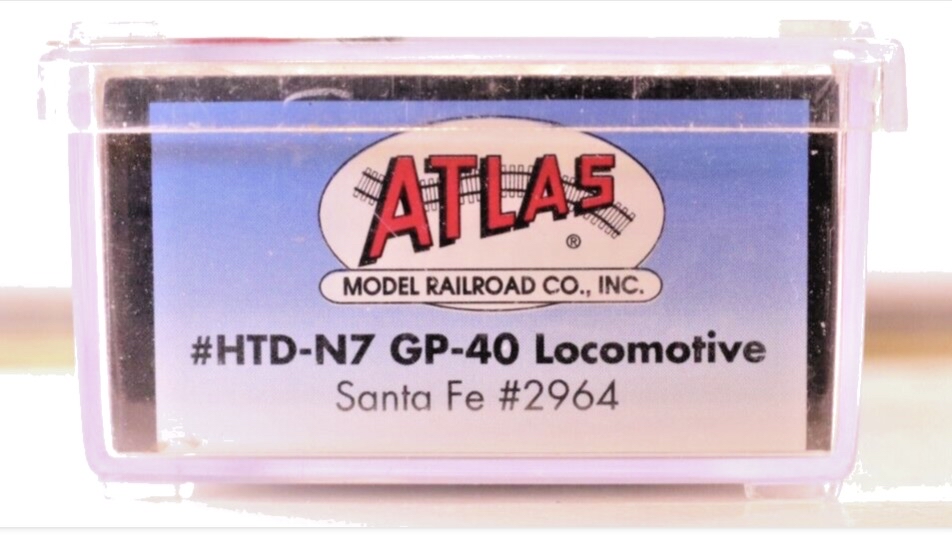 ATLAS
®
MODEL RAILROAD CO., INC.
#HTD-N7 GP-40 Locomotive
Santa Fe #2964